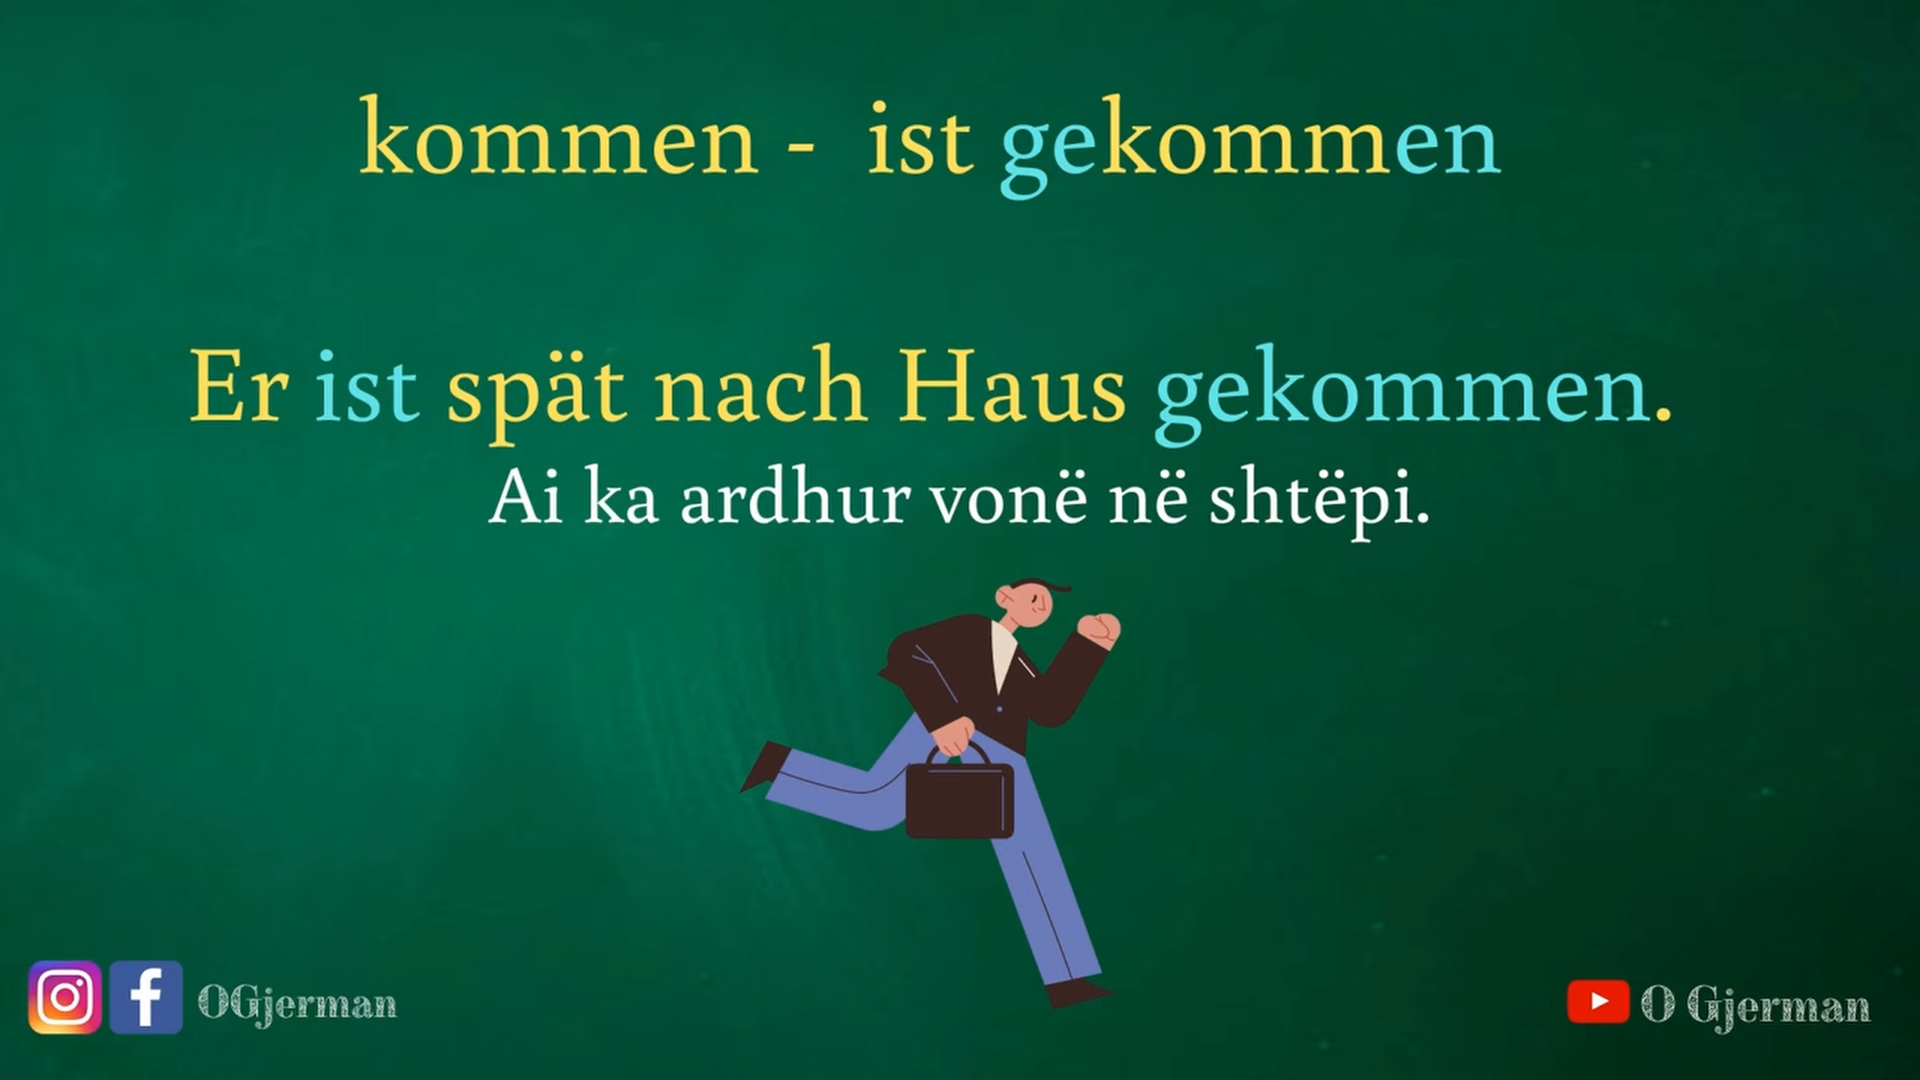 kommen - ist gekommen
Er ist spät nach Haus gekommen.
Ai ka ardhur vonë në shtëpi.
OGjerman
O Gjerman